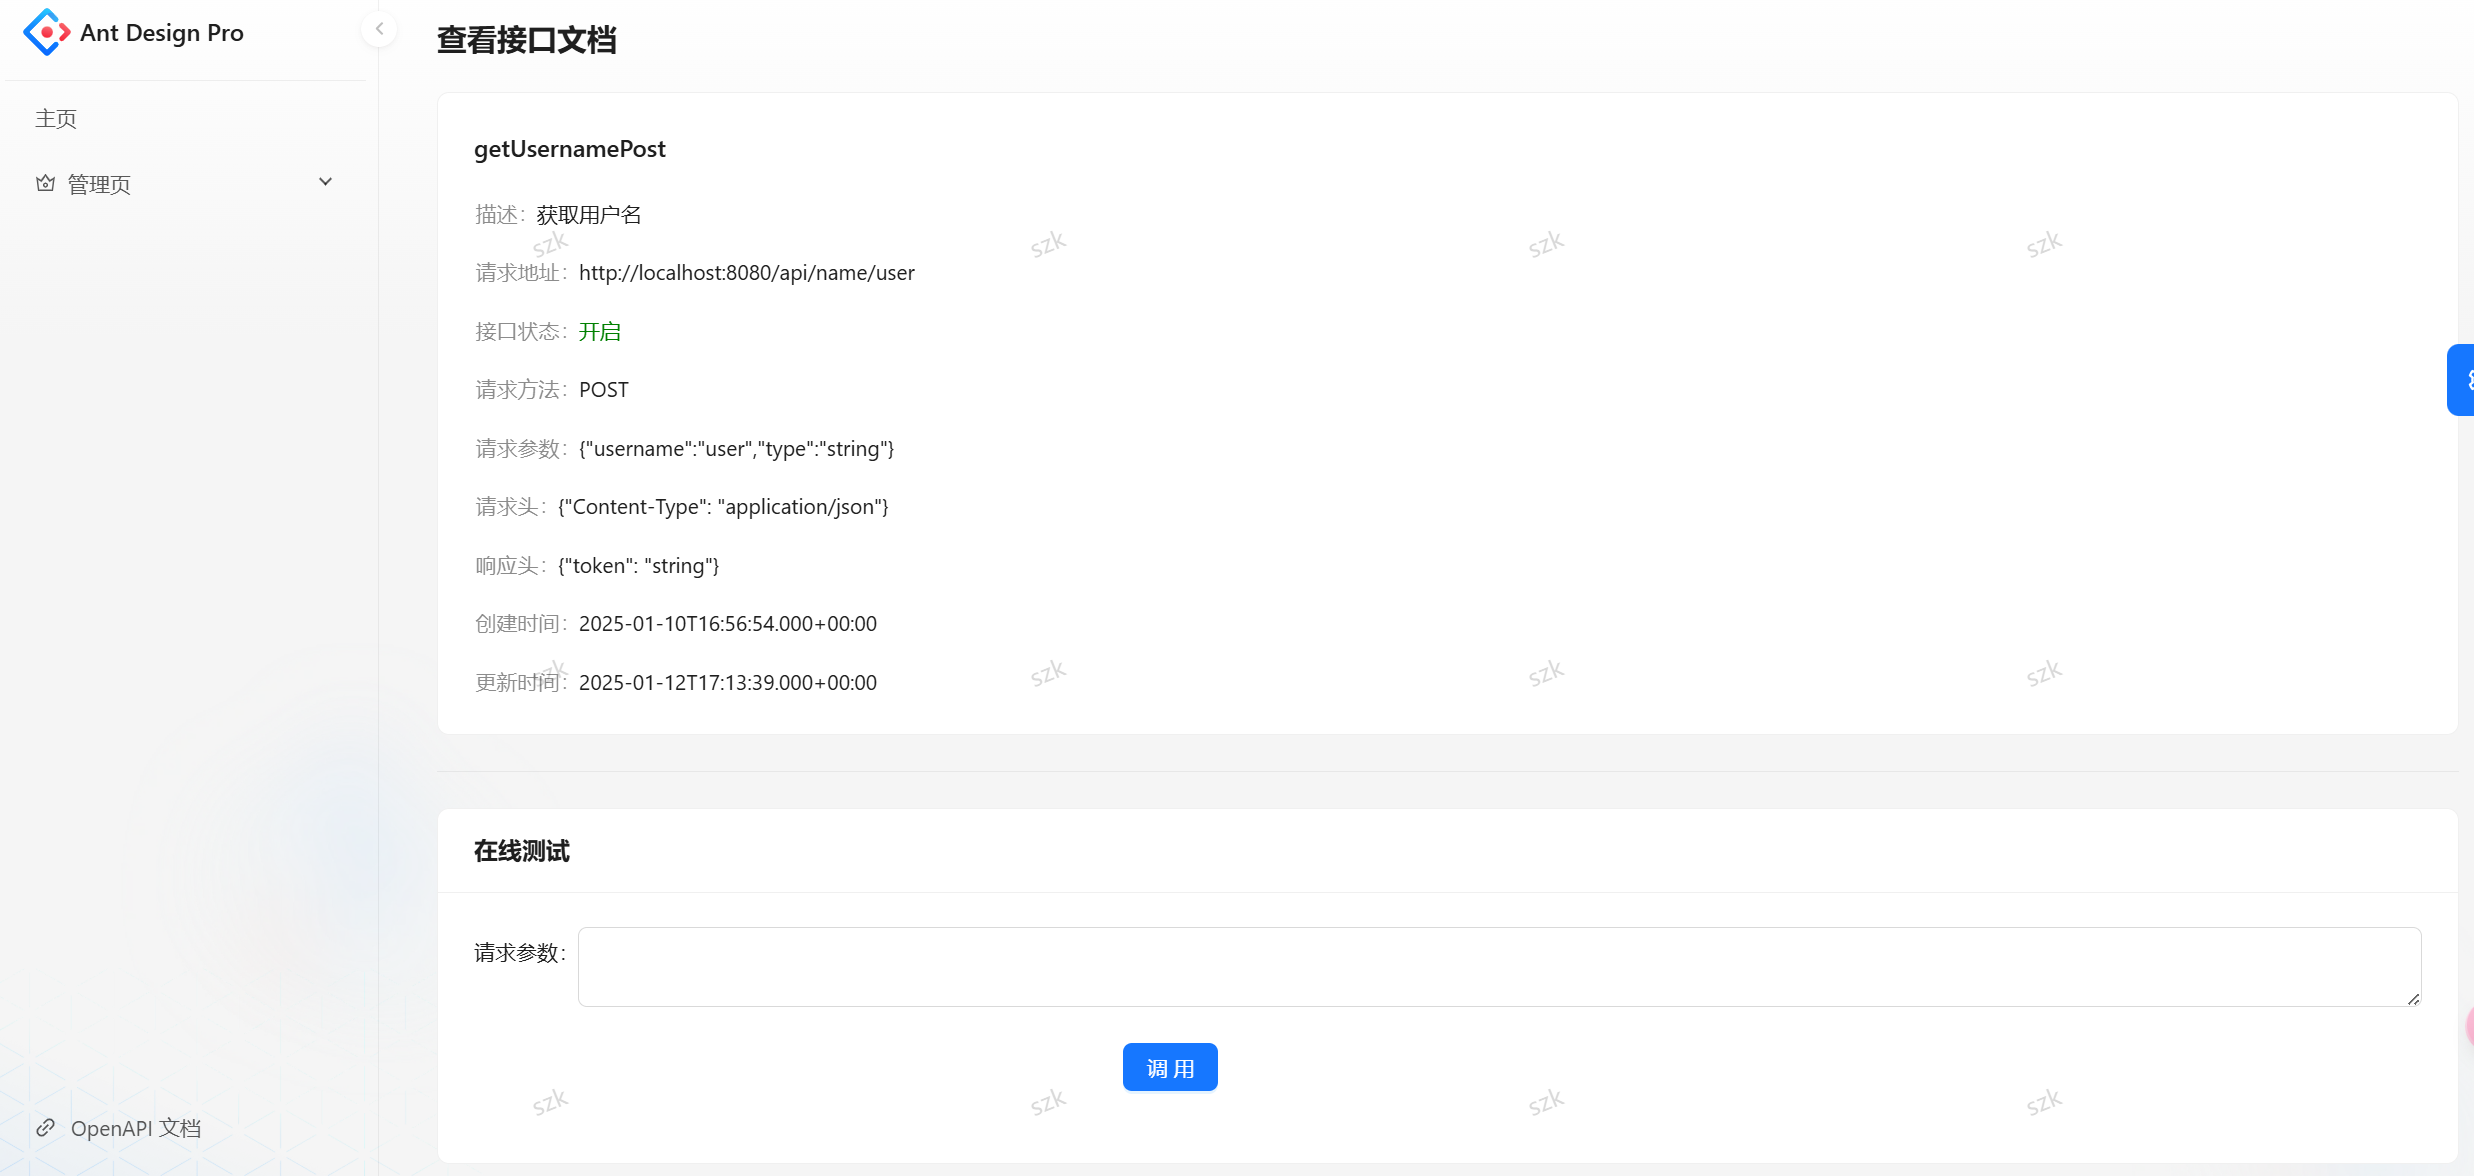 Ant Design Pro
主页
管理页
OpenAPI 文档
查看接口文档
getUsernamePost
描述：获取用户名
请求地址：http://localhost:8080/api/name/user
接口状态：开启
请求方法：POST
请求参数：{"username":"user","type":"string"}
请求头：{"Content-Type": "application/json"}
响应头：{"token": "string"}
创建时间：2025-01-10T16:56:54.000+00:00
更新时间：2025-01-12T17:13:39.000+00:00
在线测试
请求参数：
调 用
szk szk szk szk
szk szk szk szk
szk szk szk szk